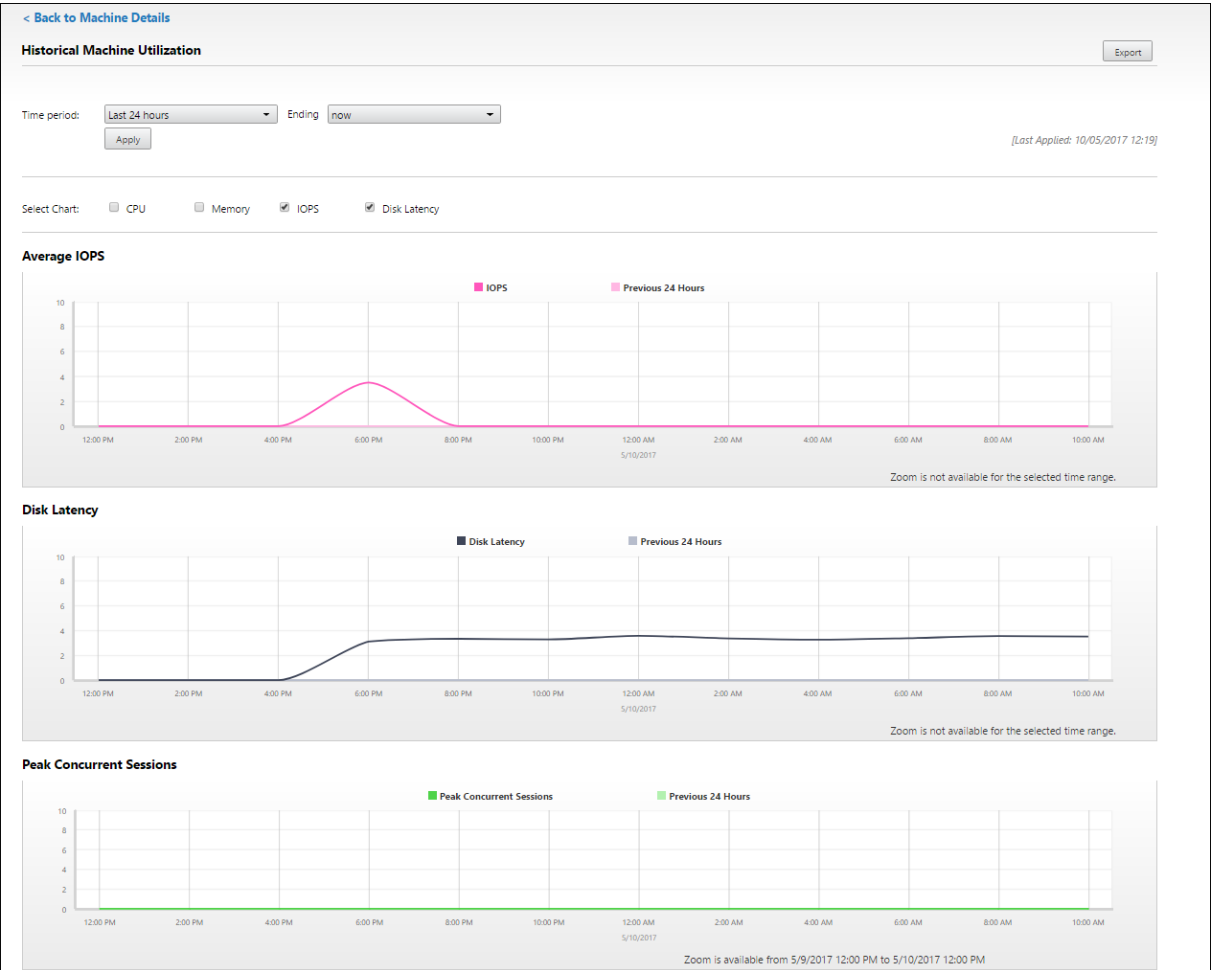 < Back to Machine Details
Historical Machine Utilization
Export
Time period: Last 24 hours Ending now
Apply
[Last Applied: 10/05/2017 12:19]
Select Chart: CPU Memory IOPS Disk Latency
Average IOPS
IOPS Previous 24 Hours
10
8
6
4
2
0
12:00 PM 2:00 PM 4:00 PM 6:00 PM 8:00 PM 10:00 PM 12:00 AM 2:00 AM 4:00 AM 6:00 AM 8:00 AM 10:00 AM
5/10/2017
Zoom is not available for the selected time range.
Disk Latency
Disk Latency Previous 24 Hours
10
8
6
4
2
0
12:00 PM 2:00 PM 4:00 PM 6:00 PM 8:00 PM 10:00 PM 12:00 AM 2:00 AM 4:00 AM 6:00 AM 8:00 AM 10:00 AM
5/10/2017
Zoom is not available for the selected time range.
Peak Concurrent Sessions
Peak Concurrent Sessions Previous 24 Hours
10
8
6
4
2
0
12:00 PM 2:00 PM 4:00 PM 6:00 PM 8:00 PM 10:00 PM 12:00 AM 2:00 AM 4:00 AM 6:00 AM 8:00 AM 10:00 AM
5/10/2017
Zoom is available from 5/9/2017 12:00 PM to 5/10/2017 12:00 PM